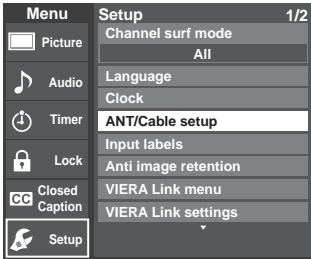 Menu
Picture
Audio
Timer
Lock
CC Closed
Caption
Setup
Setup 1/2
Channel surf mode
All
Language
Clock
ANT/Cable setup
Input labels
Anti image retention
VIERA Link menu
VIERA Link settings